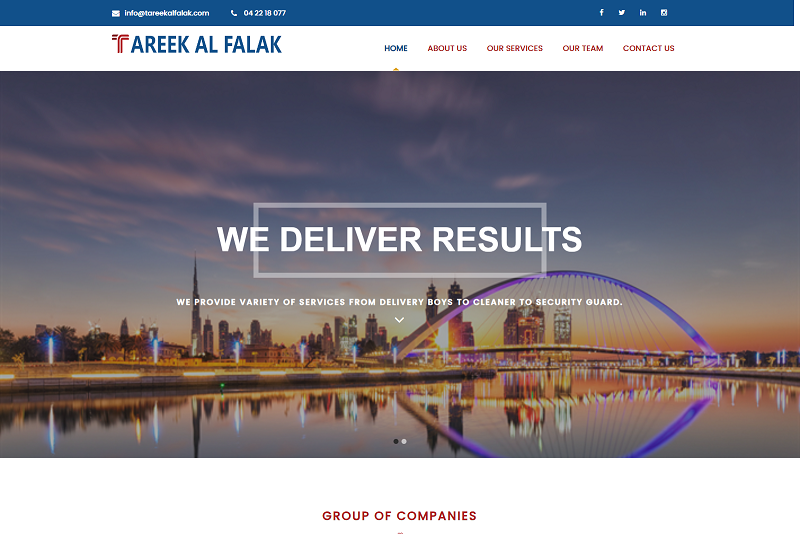 info@tareekalfalak.com 04 22 18 077
TAREEK AL FALAK
HOME ABOUT US OUR SERVICES OUR TEAM CONTACT US
WE DELIVER RESULTS
WE PROVIDE VARIETY OF SERVICES FROM DELIVERY BOYS TO CLEANER TO SECURITY GUARD.
GROUP OF COMPANIES